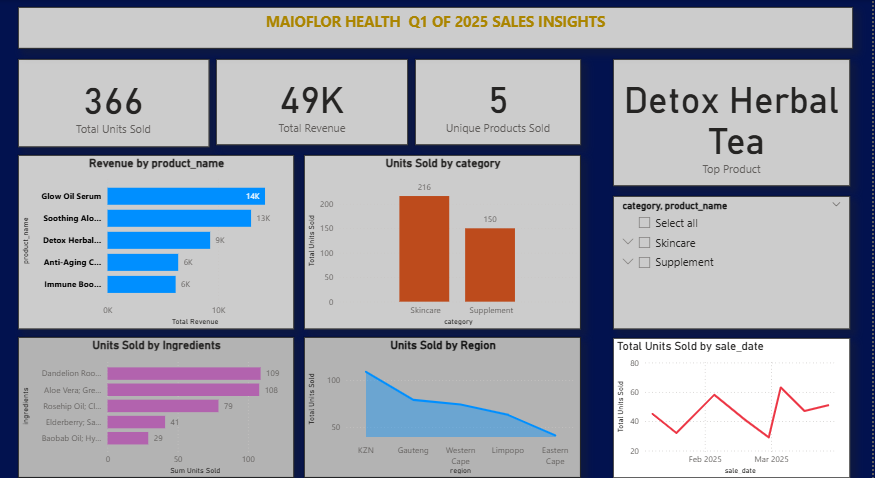 MAIOFLOR HEALTH Q1 OF 2025 SALES INSIGHTS
366
Total Units Sold
49K
Total Revenue
5
Unique Products Sold
Detox Herbal
Tea
Top Product
Revenue by product_name
product_name
Glow Oil Serum
14K
Soothing Alo...
13K
Detox Herbal...
9K
Anti-Aging C...
6K
Immune Boo...
6K
0K
10K
Total Revenue
Units Sold by category
Total Units Sold
200
150
100
50
0
216
150
Skincare
Supplement
category
category, product_name
Select all
Skincare
Supplement
Units Sold by Ingredients
ingredients
Dandelion Roo...
109
Aloe Vera; Gre...
108
Rosehip Oil; Cl...
79
Elderberry; Sa...
41
Baobab Oil; Hy...
29
0
50
100
Sum Units Sold
Units Sold by Region
Total Units Sold
100
50
KZN
Gauteng
Western
Cape
Limpopo
Eastern
Cape
region
Total Units Sold by sale_date
Total Units Sold
80
60
40
20
Feb 2025
Mar 2025
sale_date